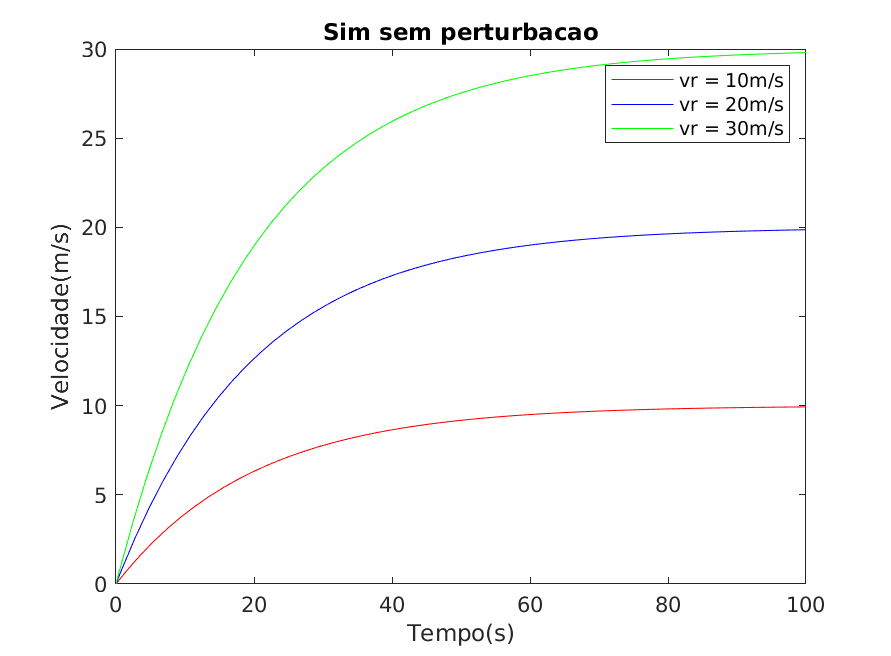 Sim sem perturbacao
30
25
20
15
10
5
0
Velocidade(m/s)
vr = 10m/s
vr = 20m/s
vr = 30m/s
0 20 40 60 80 100
Tempo(s)